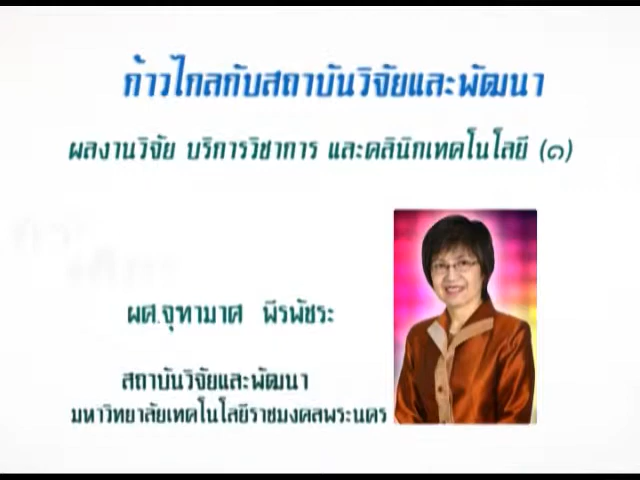 ก้าวไกลกับสถาบันวิจัยและพัฒนา
ผลงานวิจัย บริการวิชาการ และคลินิกเทคโนโลยี (๑)
ผศ.จุฑามาศ พีรพัชระ
สถาบันวิจัยและพัฒนา
มหาวิทยาลัยเทคโนโลยีราชมงคลพระนคร